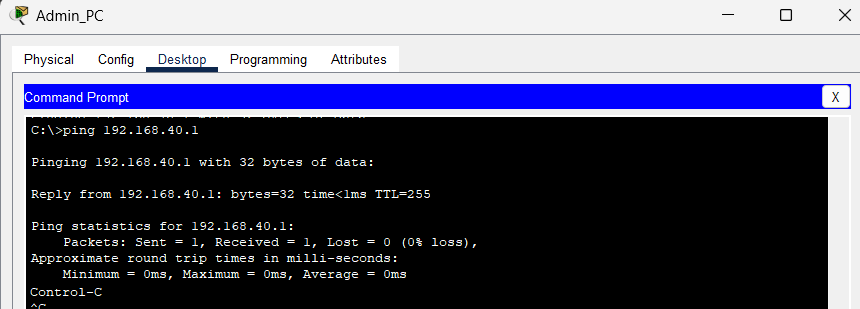 Admin_PC
Physical Config Desktop Programming Attributes
Command Prompt X
C:\>ping 192.168.40.1
Pinging 192.168.40.1 with 32 bytes of data:
Reply from 192.168.40.1: bytes=32 time<1ms TTL=255
Ping statistics for 192.168.40.1:
Packets: Sent = 1, Received = 1, Lost = 0 (0% loss),
Approximate round trip times in milli-seconds:
Minimum = 0ms, Maximum = 0ms, Average = 0ms
Control-C
^C